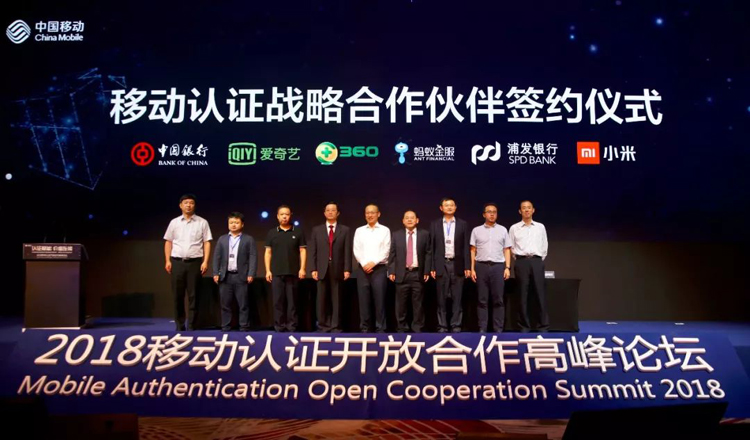 中国移动
China Mobile
移动认证战略合作伙伴签约仪式
中国银行
BANK OF CHINA
iQIYI 爱奇艺
360
蚂蚁金服
ANT FINANCIAL
浦发银行
SPD BANK
mi 小米
2018移动认证开放合作高峰论坛
Mobile Authentication Open Cooperation Summit 2018